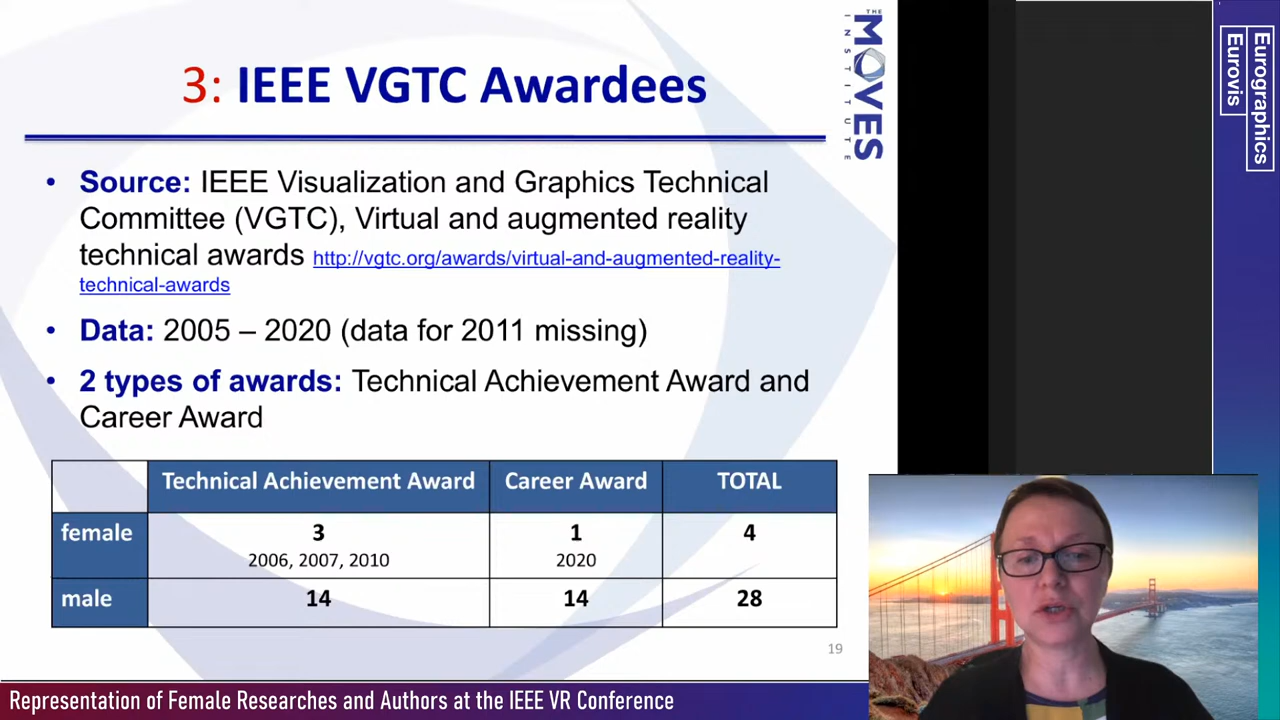 3: IEEE VGTC Awardees
THE
MOVES
INSTITUTE
Eurographics
Eurovis
• Source: IEEE Visualization and Graphics Technical
Committee (VGTC), Virtual and augmented reality
technical awards http://vgtc.org/awards/virtual-and-augmented-reality-
technical-awards
• Data: 2005 – 2020 (data for 2011 missing)
• 2 types of awards: Technical Achievement Award and
Career Award
Technical Achievement Award Career Award TOTAL
female 3 1 4
2006, 2007, 2010 2020
male 14 14 28
19
Representation of Female Researches and Authors at the IEEE VR Conference